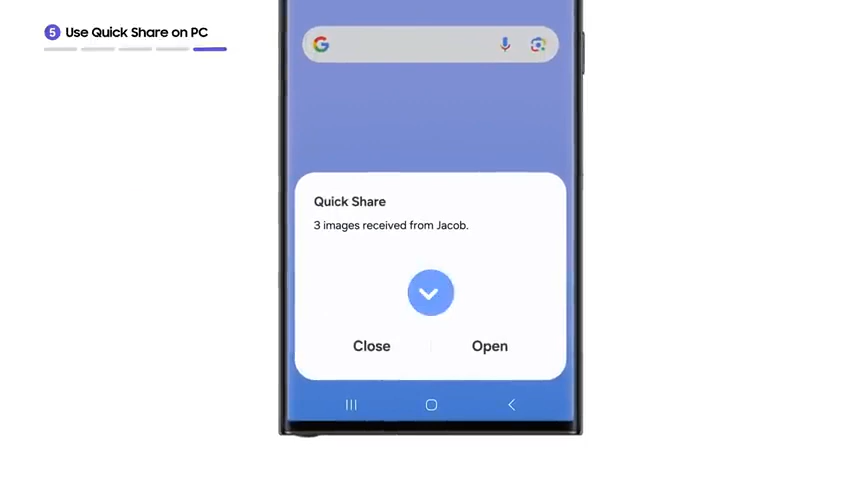 5 Use Quick Share on PC
Quick Share
3 images received from Jacob.
Close
Open